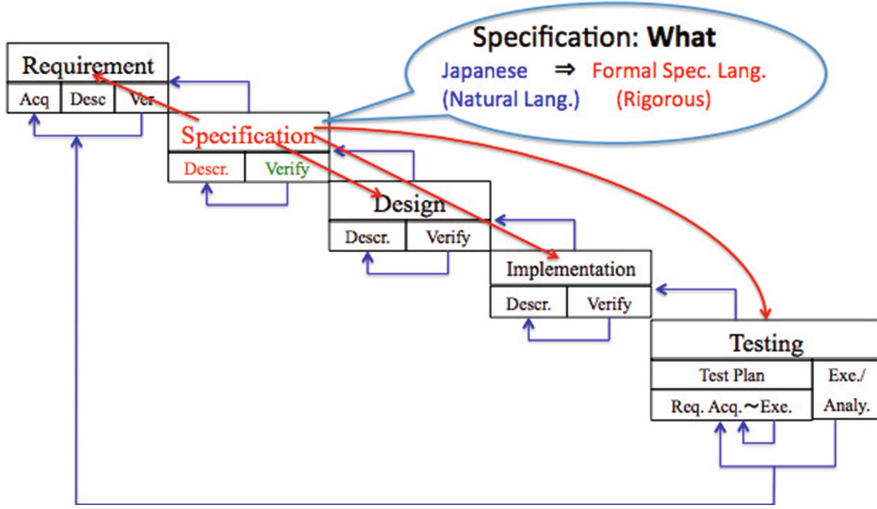 Specification: What
Japanese ⇒ Formal Spec. Lang.
(Natural Lang.) (Rigorous)
Requirement
Acq Desc Ver
Specification
Descr. Verify
Design
Descr. Verify
Implementation
Descr. Verify
Testing
Test Plan Exe./
Req. Acq.~Exe. Analy.